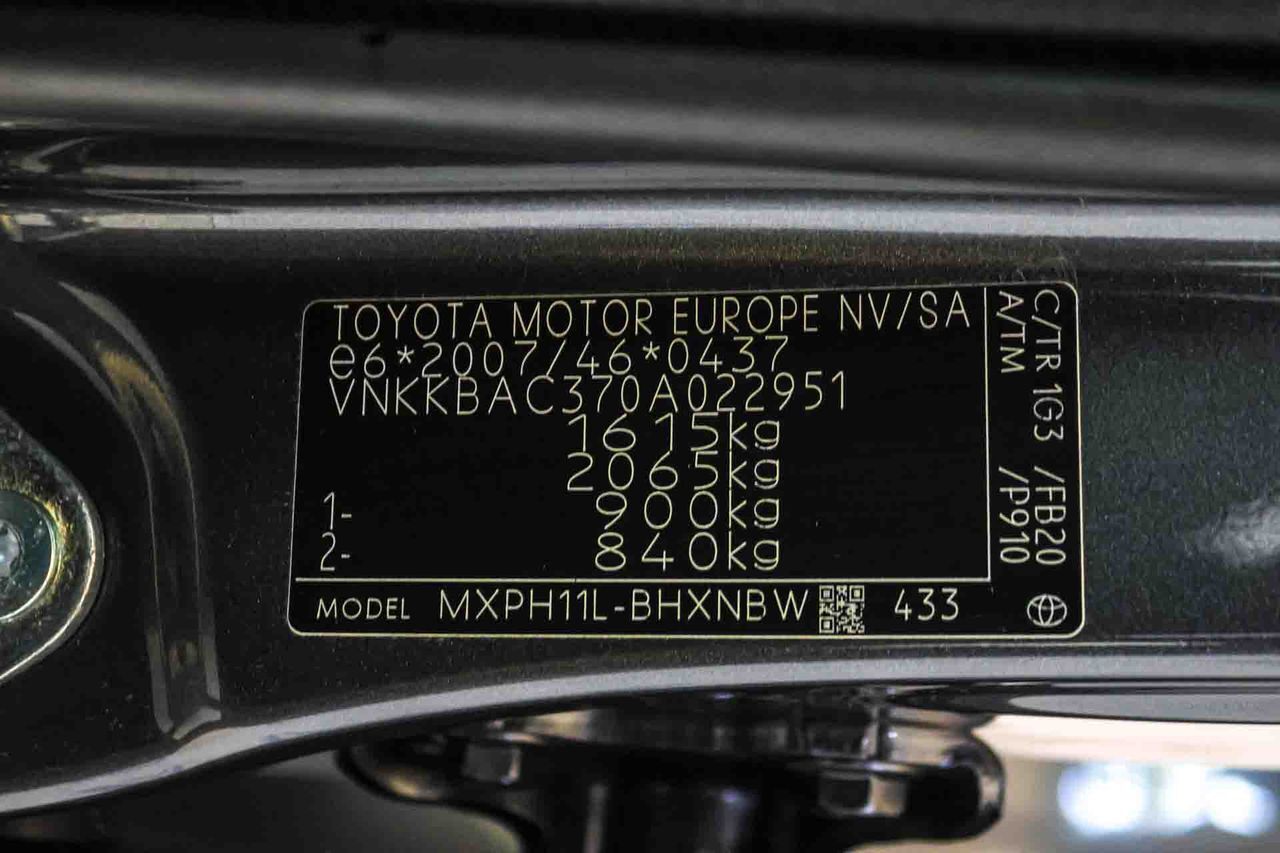 TOYOTA MOTOR EUROPE NV/SA
e6*2007/46*0437
VNKKBAC370A022951
1615kg
2065kg
1- 900kg
2- 840kg
MODEL MXPH11L-BHXNBW 433
C/TR 1G3 /FB20
A/TM /P910